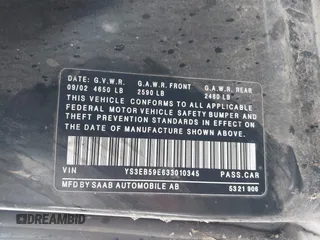 DATE: G.V.W.R. G.A.W.R. FRONT G.A.W.R. REAR
09/02 4650 LB 2590 LB 2480 LB
THIS VEHICLE CONFORMS TO ALL APPLICABLE
FEDERAL MOTOR VEHICLE SAFETY BUMPER AND
THEFT PREVENTION STANDARDS IN EFFECT ON THE
DATE OF MANUFACTURE SHOWN ABOVE.
VIN YS3EB59E633010345 PASS.CAR
MFD BY SAAB AUTOMOBILE AB 5321 906